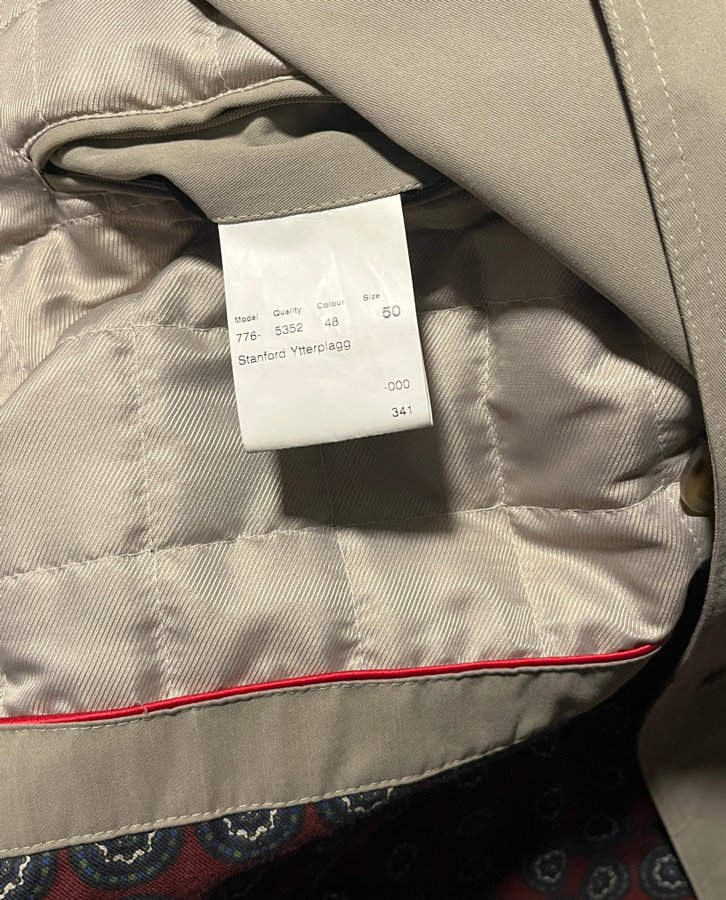 Model Quality Colour Size
776- 5352 48 50
Stanford Ytterplagg
-000
341